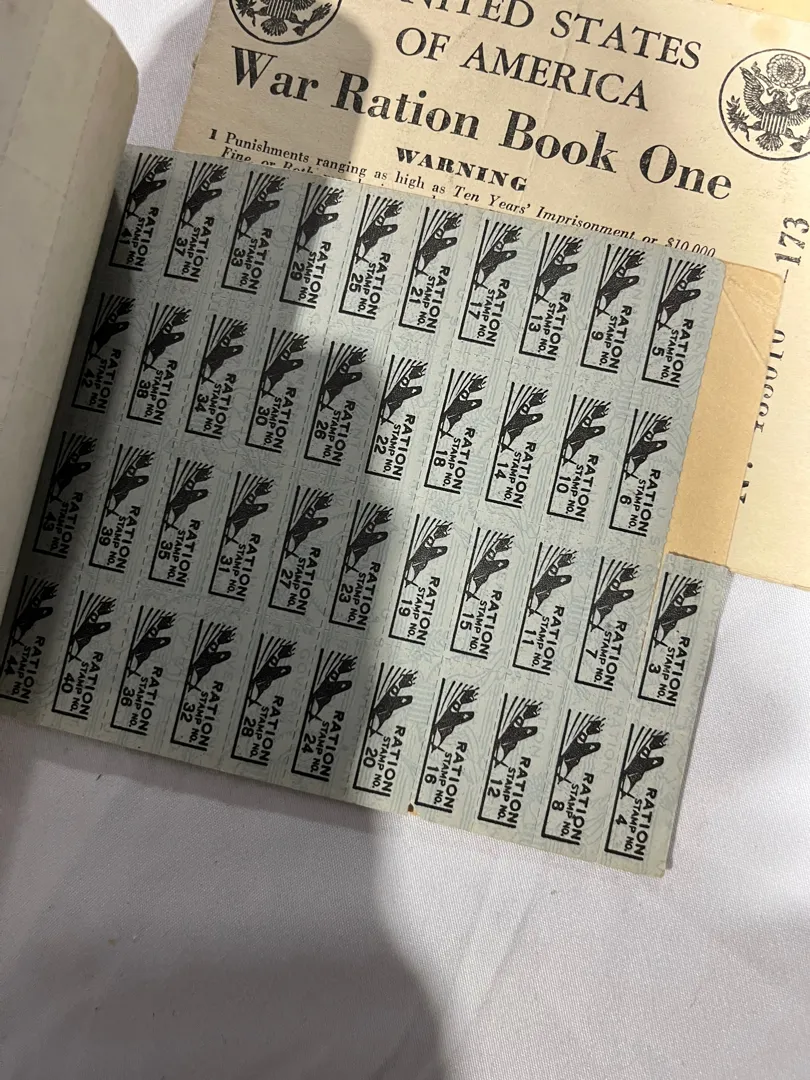 UNITED STATES
OF AMERICA
War Ration Book One
WARNING
1 Punishments ranging as high as Ten Years' Imprisonment or $10,000
Fine or Both
-173
RATION
STAMP NO.
41
RATION
STAMP NO.
37
RATION
STAMP NO.
33
RATION
STAMP NO.
29
RATION
STAMP NO.
25
RATION
STAMP NO.
21
RATION
STAMP NO.
17
RATION
STAMP NO.
13
RATION
STAMP NO.
9
RATION
STAMP NO.
5
RATION
STAMP NO.
42
RATION
STAMP NO.
38
RATION
STAMP NO.
34
RATION
STAMP NO.
30
RATION
STAMP NO.
26
RATION
STAMP NO.
22
RATION
STAMP NO.
18
RATION
STAMP NO.
14
RATION
STAMP NO.
10
RATION
STAMP NO.
6
RATION
STAMP NO.
43
RATION
STAMP NO.
39
RATION
STAMP NO.
35
RATION
STAMP NO.
31
RATION
STAMP NO.
27
RATION
STAMP NO.
23
RATION
STAMP NO.
19
RATION
STAMP NO.
15
RATION
STAMP NO.
11
RATION
STAMP NO.
7
RATION
STAMP NO.
3
RATION
STAMP NO.
44
RATION
STAMP NO.
40
RATION
STAMP NO.
36
RATION
STAMP NO.
32
RATION
STAMP NO.
28
RATION
STAMP NO.
24
RATION
STAMP NO.
20
RATION
STAMP NO.
16
RATION
STAMP NO.
12
RATION
STAMP NO.
8
RATION
STAMP NO.
4